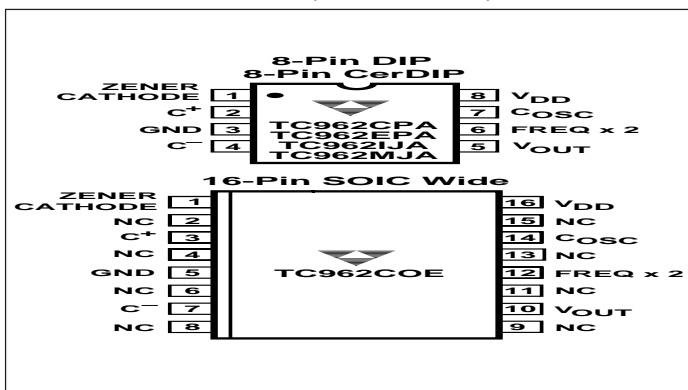 8-Pin DIP
8-Pin CerDIP
ZENER
CATHODE 1 8 VDD
C+ 2 7 COSC
GND 3 6 FREQ x 2
C− 4 5 VOUT
TC962CPA
TC962EPA
TC962IJA
TC962MJA
16-Pin SOIC Wide
ZENER
CATHODE 1 16 VDD
NC 2 15 NC
C+ 3 14 COSC
NC 4 13 NC
GND 5 TC962COE 12 FREQ x 2
NC 6 11 NC
C− 7 10 VOUT
NC 8 9 NC